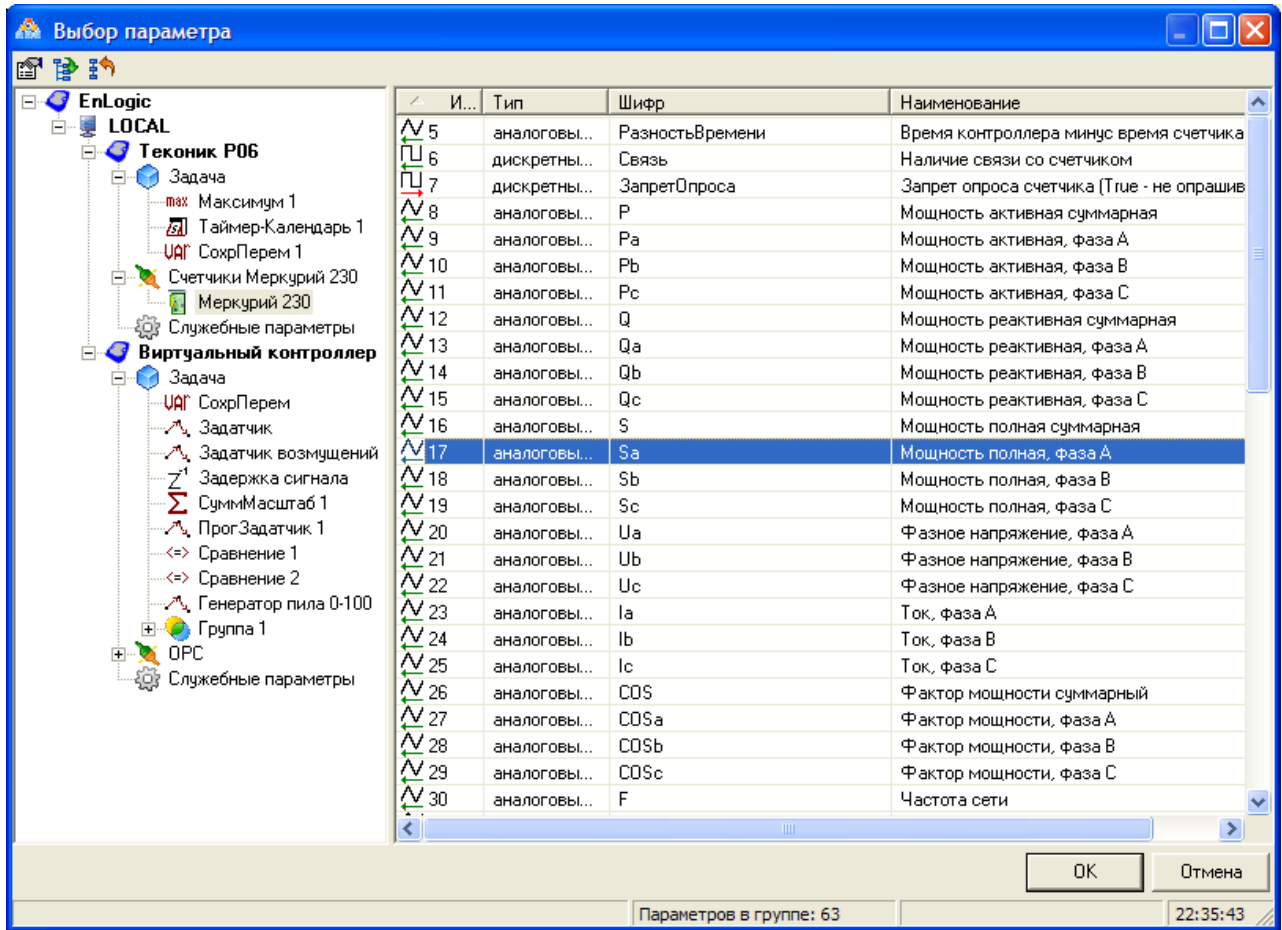 Выбор параметра
EnLogic
LOCAL
Теконик P06
Задача
max Максимум 1
Таймер-Календарь 1
VAR СохрПерем 1
Счетчики Меркурий 230
Меркурий 230
Служебные параметры
Виртуальный контроллер
Задача
VAR СохрПерем
Задатчик
Задатчик возмущений
Z⁻¹ Задержка сигнала
Σ СуммМасштаб 1
ПрогЗадатчик 1
<=> Сравнение 1
<=> Сравнение 2
Генератор пила 0-100
Группа 1
OPC
Служебные параметры
И... Тип Шифр Наименование
5 аналоговы... РазностьВремени Время контроллера минус время счетчика
6 дискретны... Связь Наличие связи со счетчиком
7 дискретны... ЗапретОпроса Запрет опроса счетчика (True - не опрашив
8 аналоговы... P Мощность активная суммарная
9 аналоговы... Pa Мощность активная, фаза A
10 аналоговы... Pb Мощность активная, фаза B
11 аналоговы... Pc Мощность активная, фаза C
12 аналоговы... Q Мощность реактивная суммарная
13 аналоговы... Qa Мощность реактивная, фаза A
14 аналоговы... Qb Мощность реактивная, фаза B
15 аналоговы... Qc Мощность реактивная, фаза C
16 аналоговы... S Мощность полная суммарная
17 аналоговы... Sa Мощность полная, фаза A
18 аналоговы... Sb Мощность полная, фаза B
19 аналоговы... Sc Мощность полная, фаза C
20 аналоговы... Ua Фазное напряжение, фаза A
21 аналоговы... Ub Фазное напряжение, фаза B
22 аналоговы... Uc Фазное напряжение, фаза C
23 аналоговы... Ia Ток, фаза A
24 аналоговы... Ib Ток, фаза B
25 аналоговы... Ic Ток, фаза C
26 аналоговы... COS Фактор мощности суммарный
27 аналоговы... COSa Фактор мощности, фаза A
28 аналоговы... COSb Фактор мощности, фаза B
29 аналоговы... COSc Фактор мощности, фаза C
30 аналоговы... F Частота сети
OK Отмена
Параметров в группе: 63 22:35:43